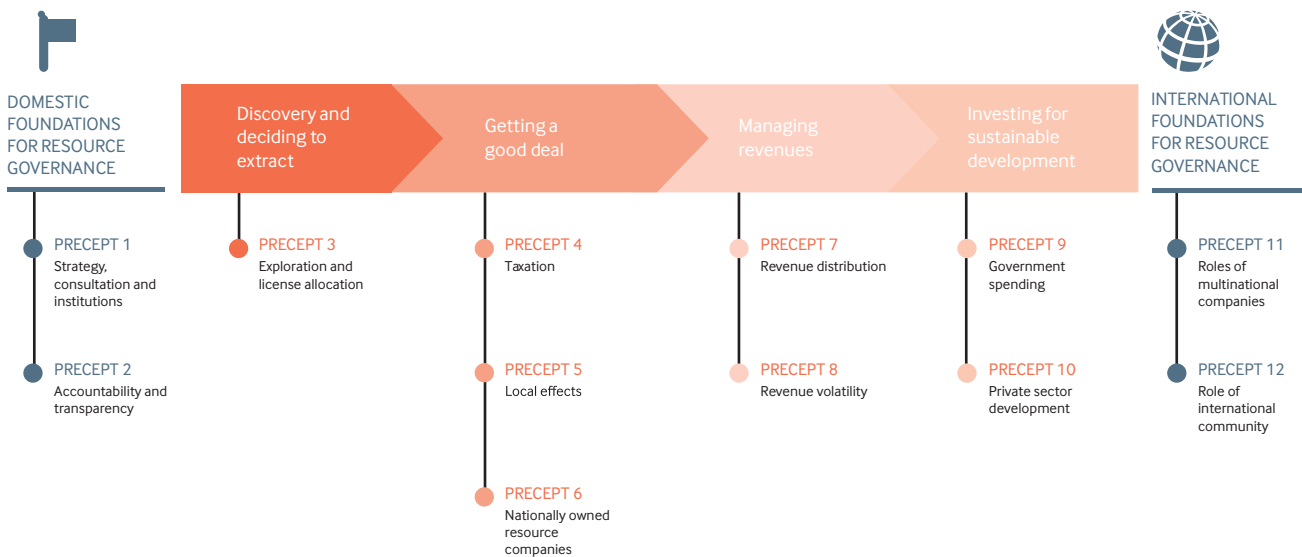 DOMESTIC
FOUNDATIONS
FOR RESOURCE
GOVERNANCE
PRECEPT 1
Strategy,
consultation and
institutions
PRECEPT 2
Accountability and
transparency
Discovery and
deciding to
extract
PRECEPT 3
Exploration and
license allocation
Getting a
good deal
PRECEPT 4
Taxation
PRECEPT 5
Local effects
PRECEPT 6
Nationally owned
resource
companies
Managing
revenues
PRECEPT 7
Revenue distribution
PRECEPT 8
Revenue volatility
Investing for
sustainable
development
PRECEPT 9
Government
spending
PRECEPT 10
Private sector
development
INTERNATIONAL
FOUNDATIONS
FOR RESOURCE
GOVERNANCE
PRECEPT 11
Roles of
multinational
companies
PRECEPT 12
Role of
international
community